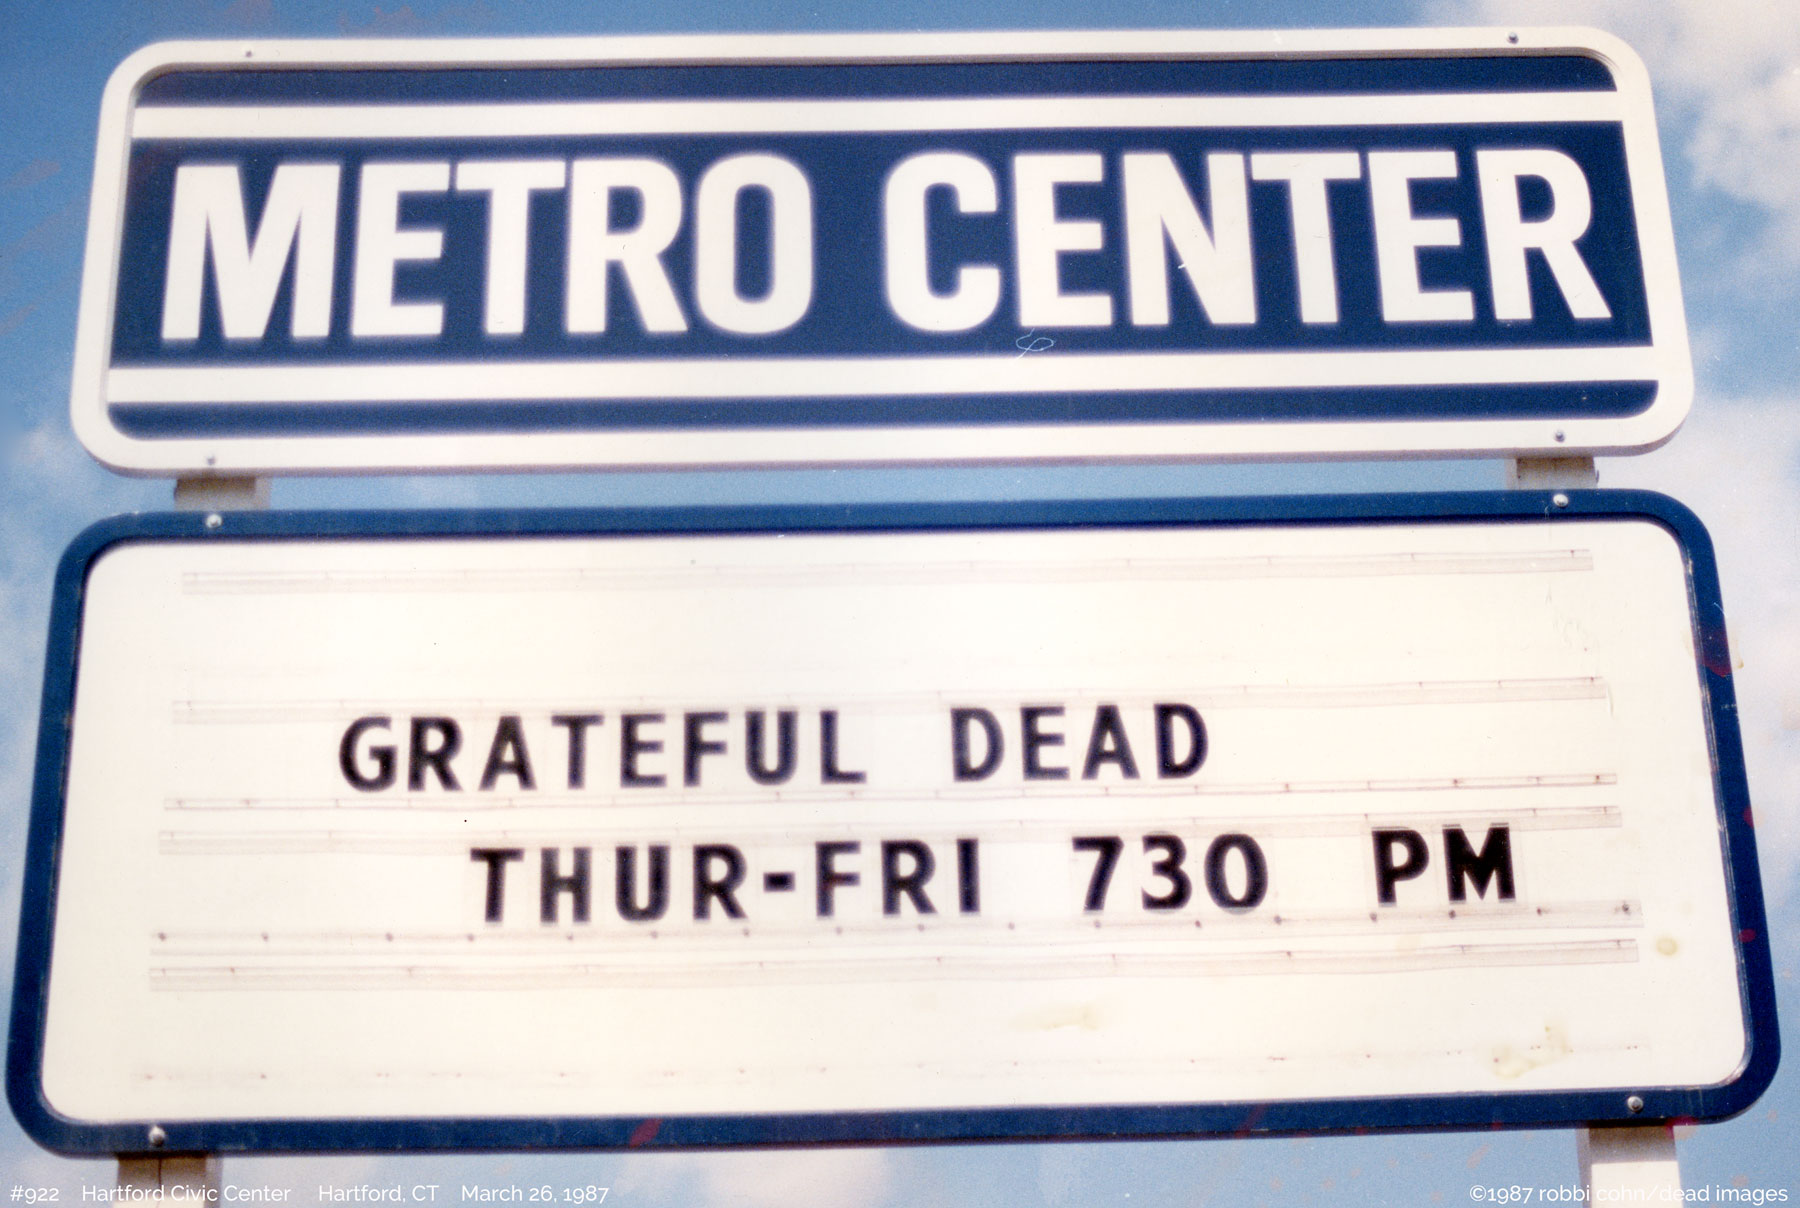 METRO CENTER
GRATEFUL DEAD
THUR-FRI 730 PM
#922 Hartford Civic Center Hartford, CT March 26, 1987
©1987 robbi cohn/dead images